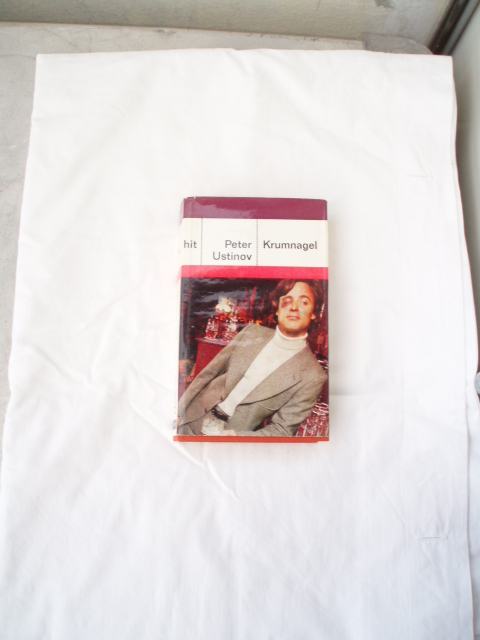 hit
Peter
Ustinov
Krumnagel